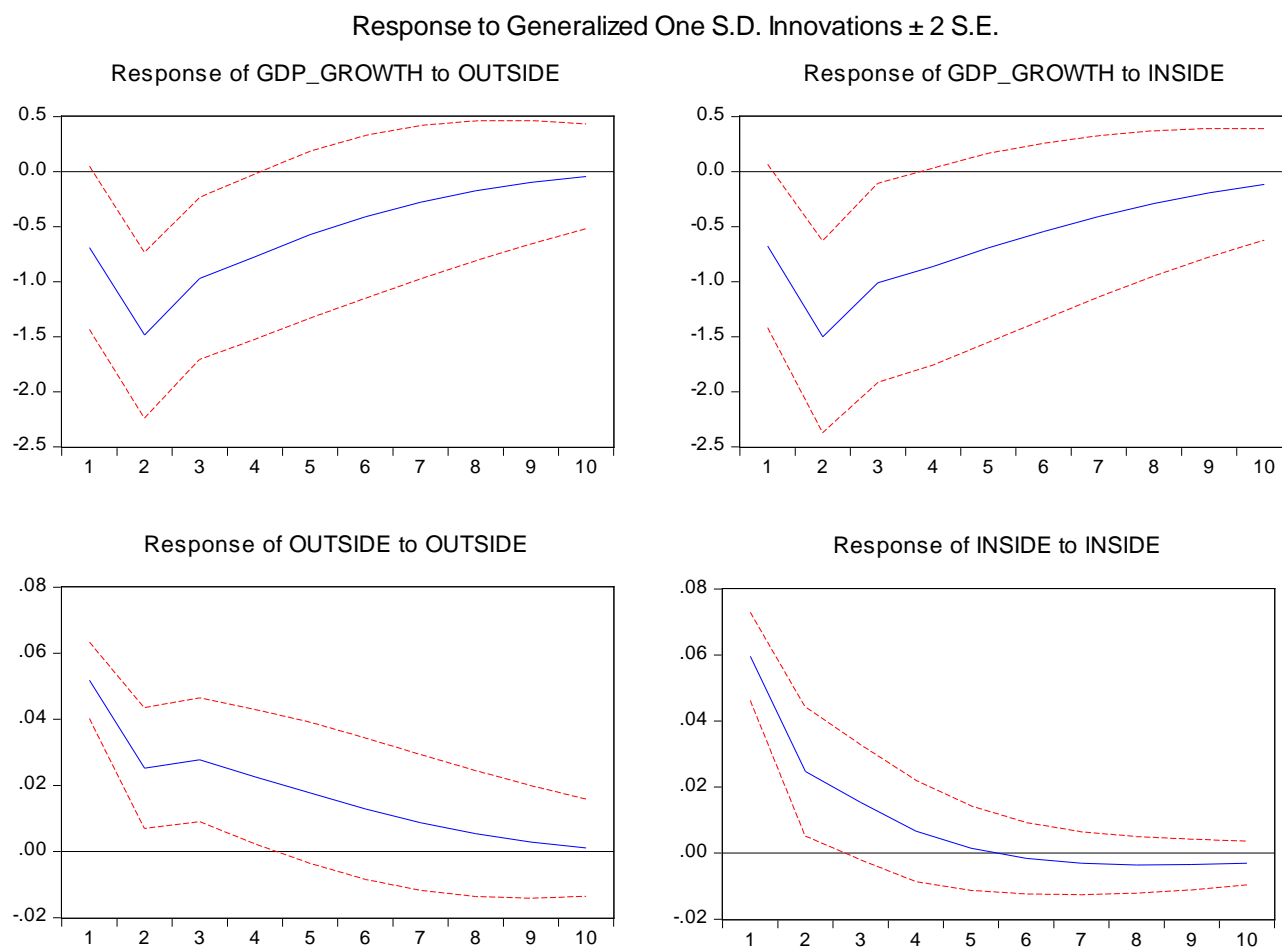 Response to Generalized One S.D. Innovations ± 2 S.E.
Response of GDP_GROWTH to OUTSIDE
0.5
0.0
-0.5
-1.0
-1.5
-2.0
-2.5
1 2 3 4 5 6 7 8 9 10
Response of GDP_GROWTH to INSIDE
0.5
0.0
-0.5
-1.0
-1.5
-2.0
-2.5
1 2 3 4 5 6 7 8 9 10
Response of OUTSIDE to OUTSIDE
.08
.06
.04
.02
.00
-.02
1 2 3 4 5 6 7 8 9 10
Response of INSIDE to INSIDE
.08
.06
.04
.02
.00
-.02
1 2 3 4 5 6 7 8 9 10